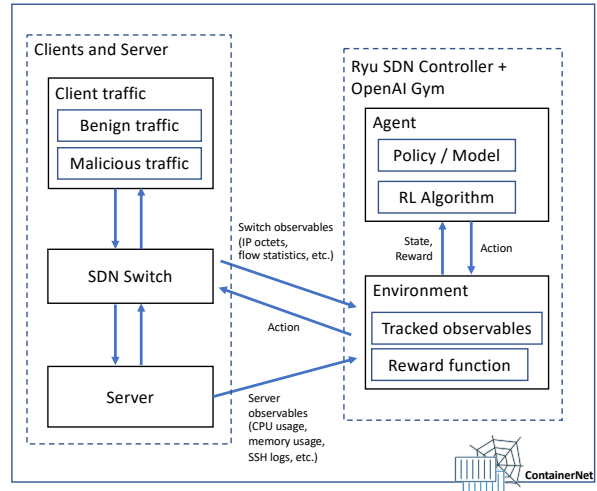 Clients and Server
Client traffic
Benign traffic
Malicious traffic
SDN Switch
Server
Switch observables
(IP octets,
flow statistics, etc.)
Action
Server
observables
(CPU usage,
memory usage,
SSH logs, etc.)
Ryu SDN Controller +
OpenAI Gym
Agent
Policy / Model
RL Algorithm
State,
Reward
Action
Environment
Tracked observables
Reward function
ContainerNet